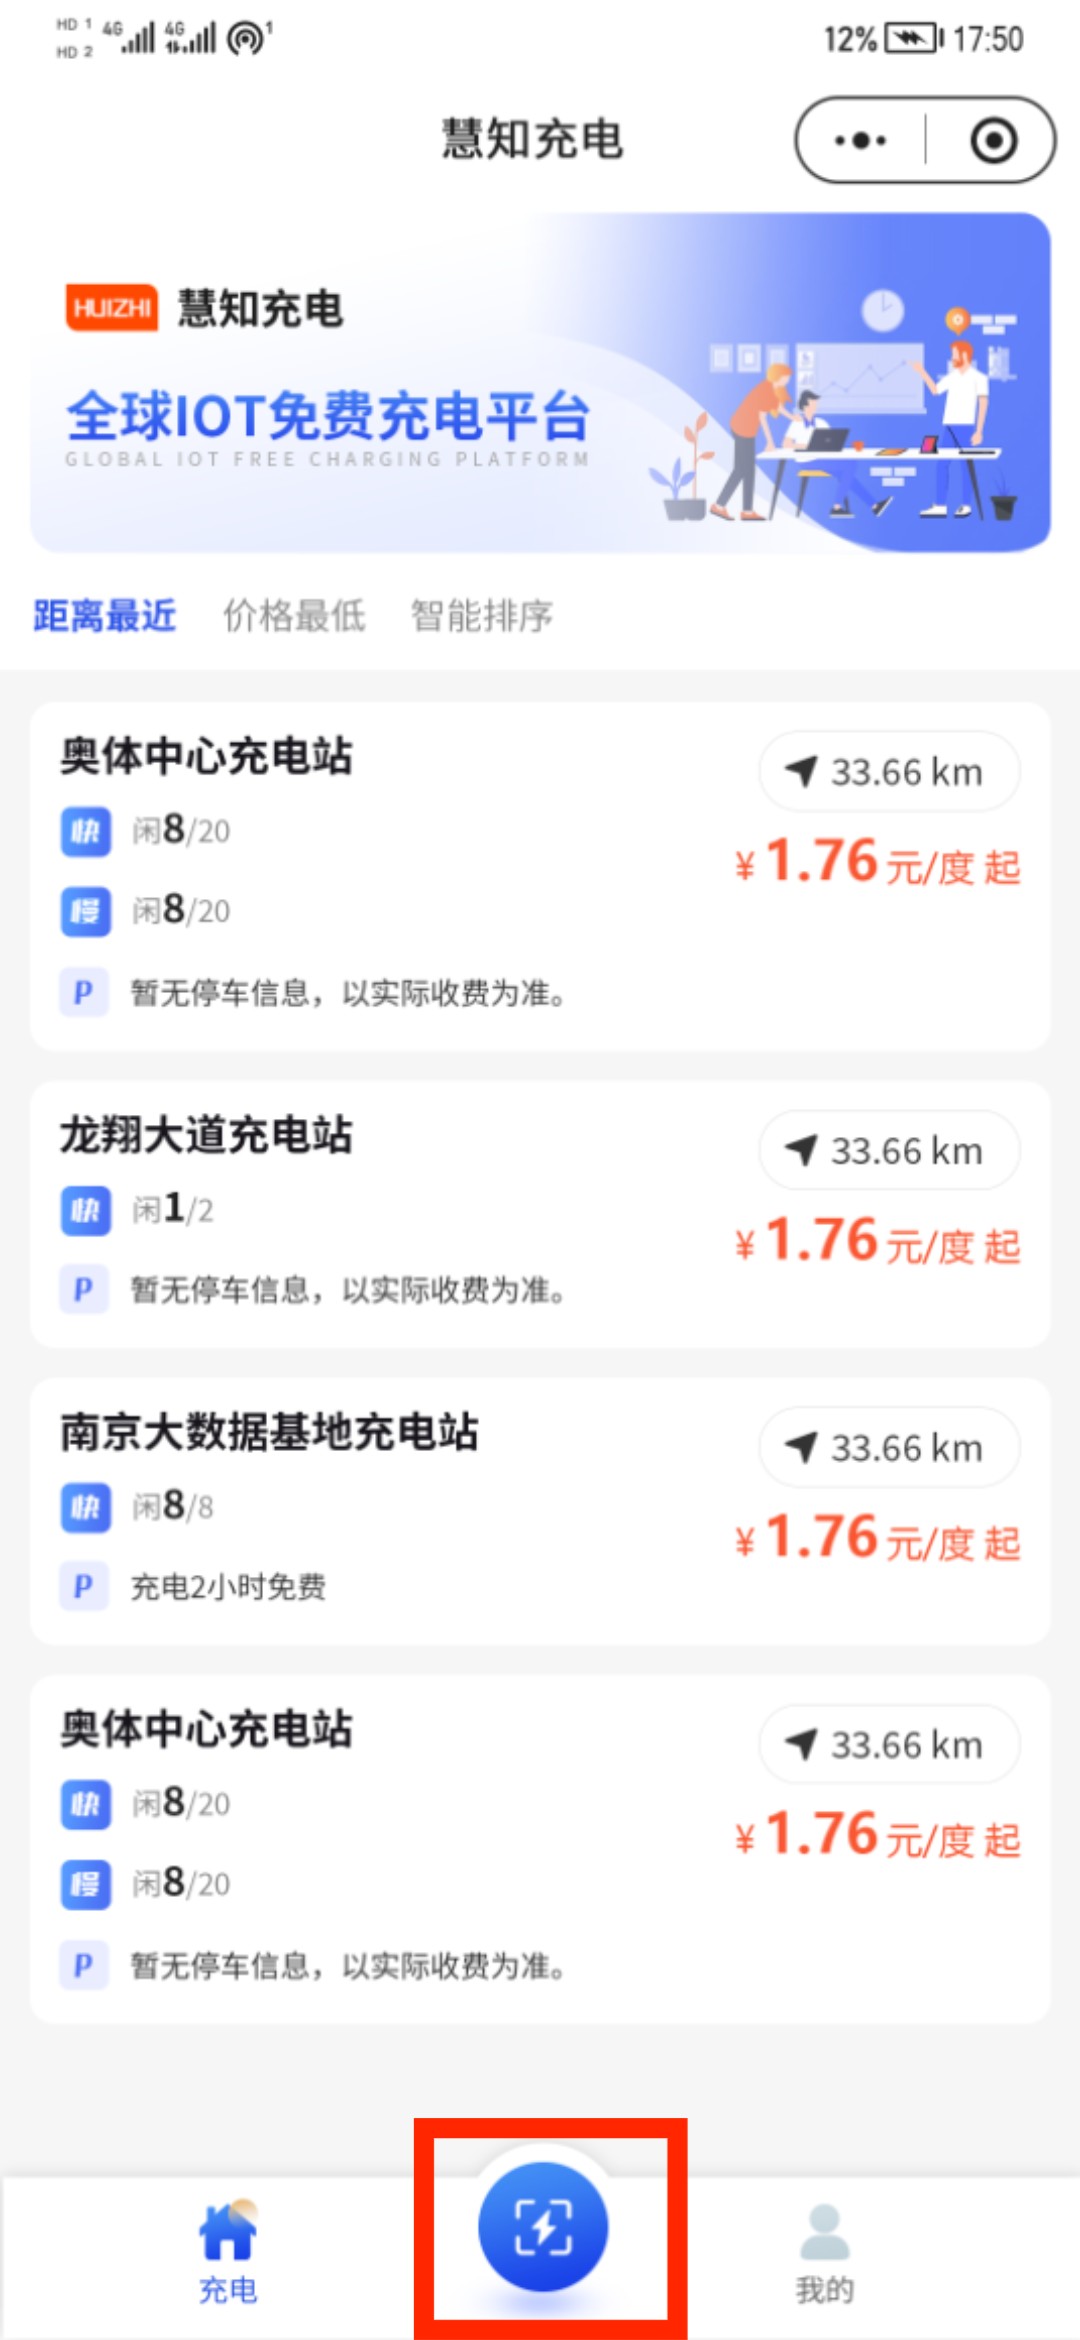 HD 1 4G 4G 1 12% 17:50
HD 2
慧知充电
HUIZHI 慧知充电
全球IOT免费充电平台
GLOBAL IOT FREE CHARGING PLATFORM
距离最近 价格最低 智能排序
奥体中心充电站 33.66 km
快 闲8/20 ¥1.76元/度 起
慢 闲8/20
P 暂无停车信息，以实际收费为准。
龙翔大道充电站 33.66 km
快 闲1/2 ¥1.76元/度 起
P 暂无停车信息，以实际收费为准。
南京大数据基地充电站 33.66 km
快 闲8/8 ¥1.76元/度 起
P 充电2小时免费
奥体中心充电站 33.66 km
快 闲8/20 ¥1.76元/度 起
慢 闲8/20
P 暂无停车信息，以实际收费为准。
充电 我的